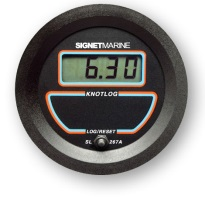 SIGNETMARINE
6.30
KNOTLOG
LOG/RESET
SL 267A